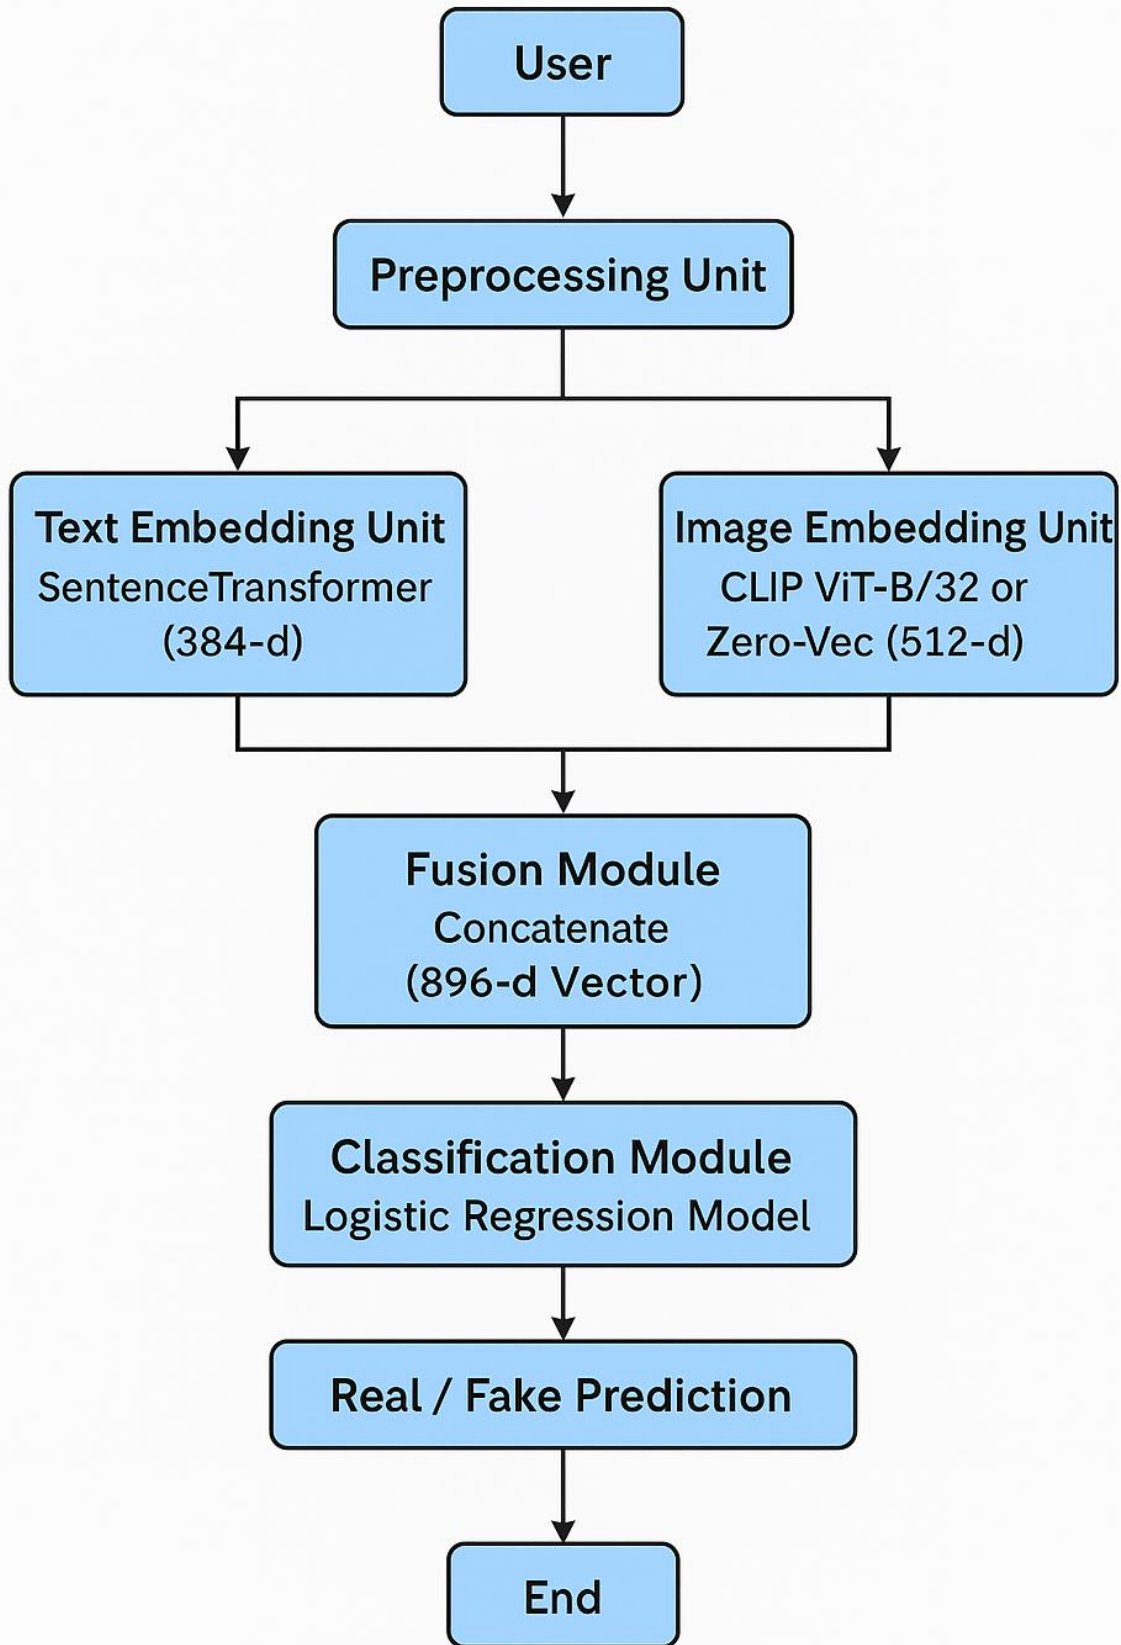 User
Preprocessing Unit
Text Embedding Unit
SentenceTransformer
(384-d)
Image Embedding Unit
CLIP ViT-B/32 or
Zero-Vec (512-d)
Fusion Module
Concatenate
(896-d Vector)
Classification Module
Logistic Regression Model
Real / Fake Prediction
End